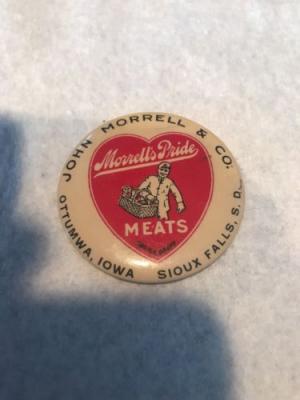 JOHN MORRELL & CO.
Morrell's Pride
MEATS
OTTUMWA, IOWA SIOUX FALLS, S. D.